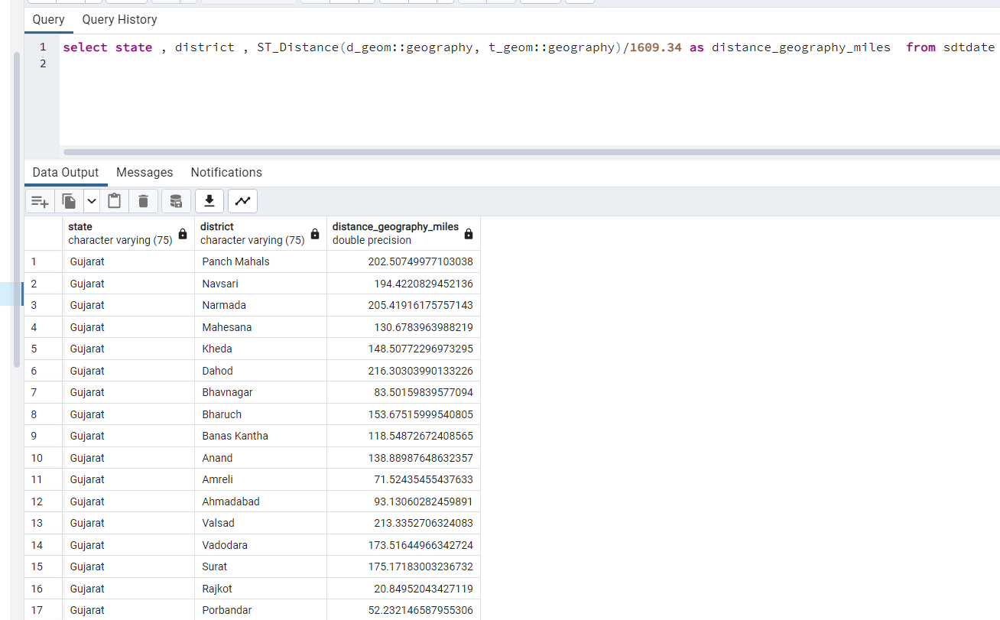 Query Query History
1 select state , district , ST_Distance(d_geom::geography, t_geom::geography)/1609.34 as distance_geography_miles from sdtdate
2
Data Output Messages Notifications
state district distance_geography_miles
character varying (75) character varying (75) double precision
1 Gujarat Panch Mahals 202.50749977103038
2 Gujarat Navsari 194.4220829452136
3 Gujarat Narmada 205.41916175757143
4 Gujarat Mahesana 130.6783963988219
5 Gujarat Kheda 148.50772296973295
6 Gujarat Dahod 216.30303990133226
7 Gujarat Bhavnagar 83.50159839577094
8 Gujarat Bharuch 153.67515999540805
9 Gujarat Banas Kantha 118.54872672408565
10 Gujarat Anand 138.88987648632357
11 Gujarat Amreli 71.52435455437633
12 Gujarat Ahmadabad 93.13060282459891
13 Gujarat Valsad 213.3352706324083
14 Gujarat Vadodara 173.51644966342724
15 Gujarat Surat 175.17183003236732
16 Gujarat Rajkot 20.84952043427119
17 Gujarat Porbandar 52.232146587955306